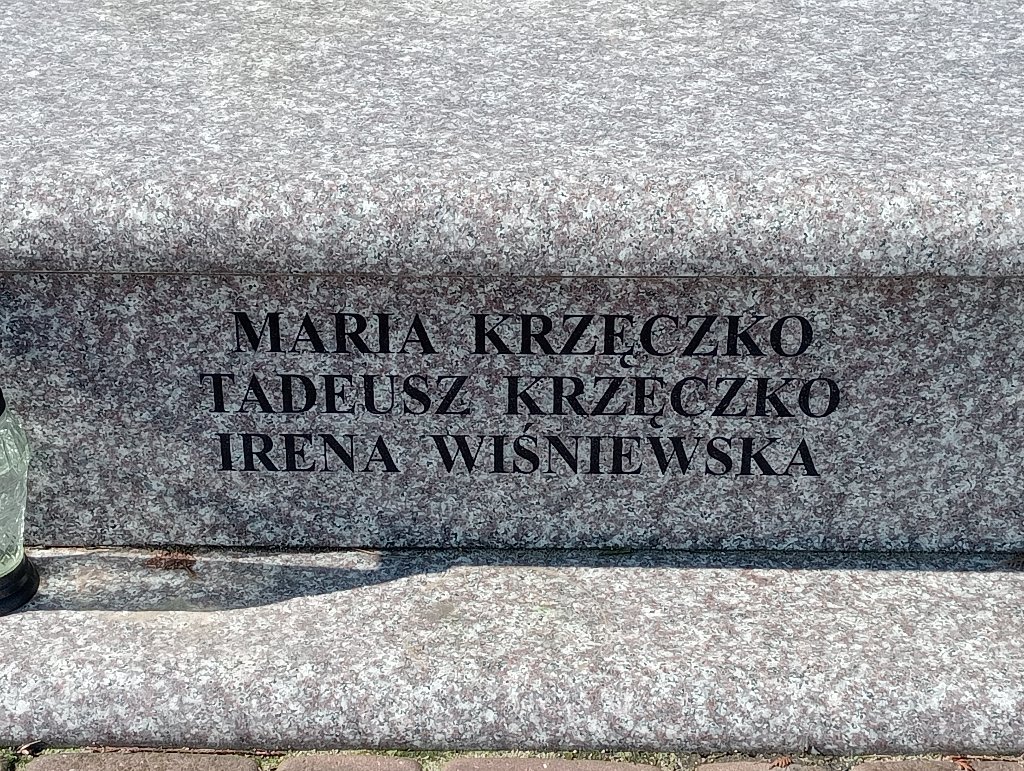 MARIA KRZĘCZKO
TADEUSZ KRZĘCZKO
IRENA WIŚNIEWSKA